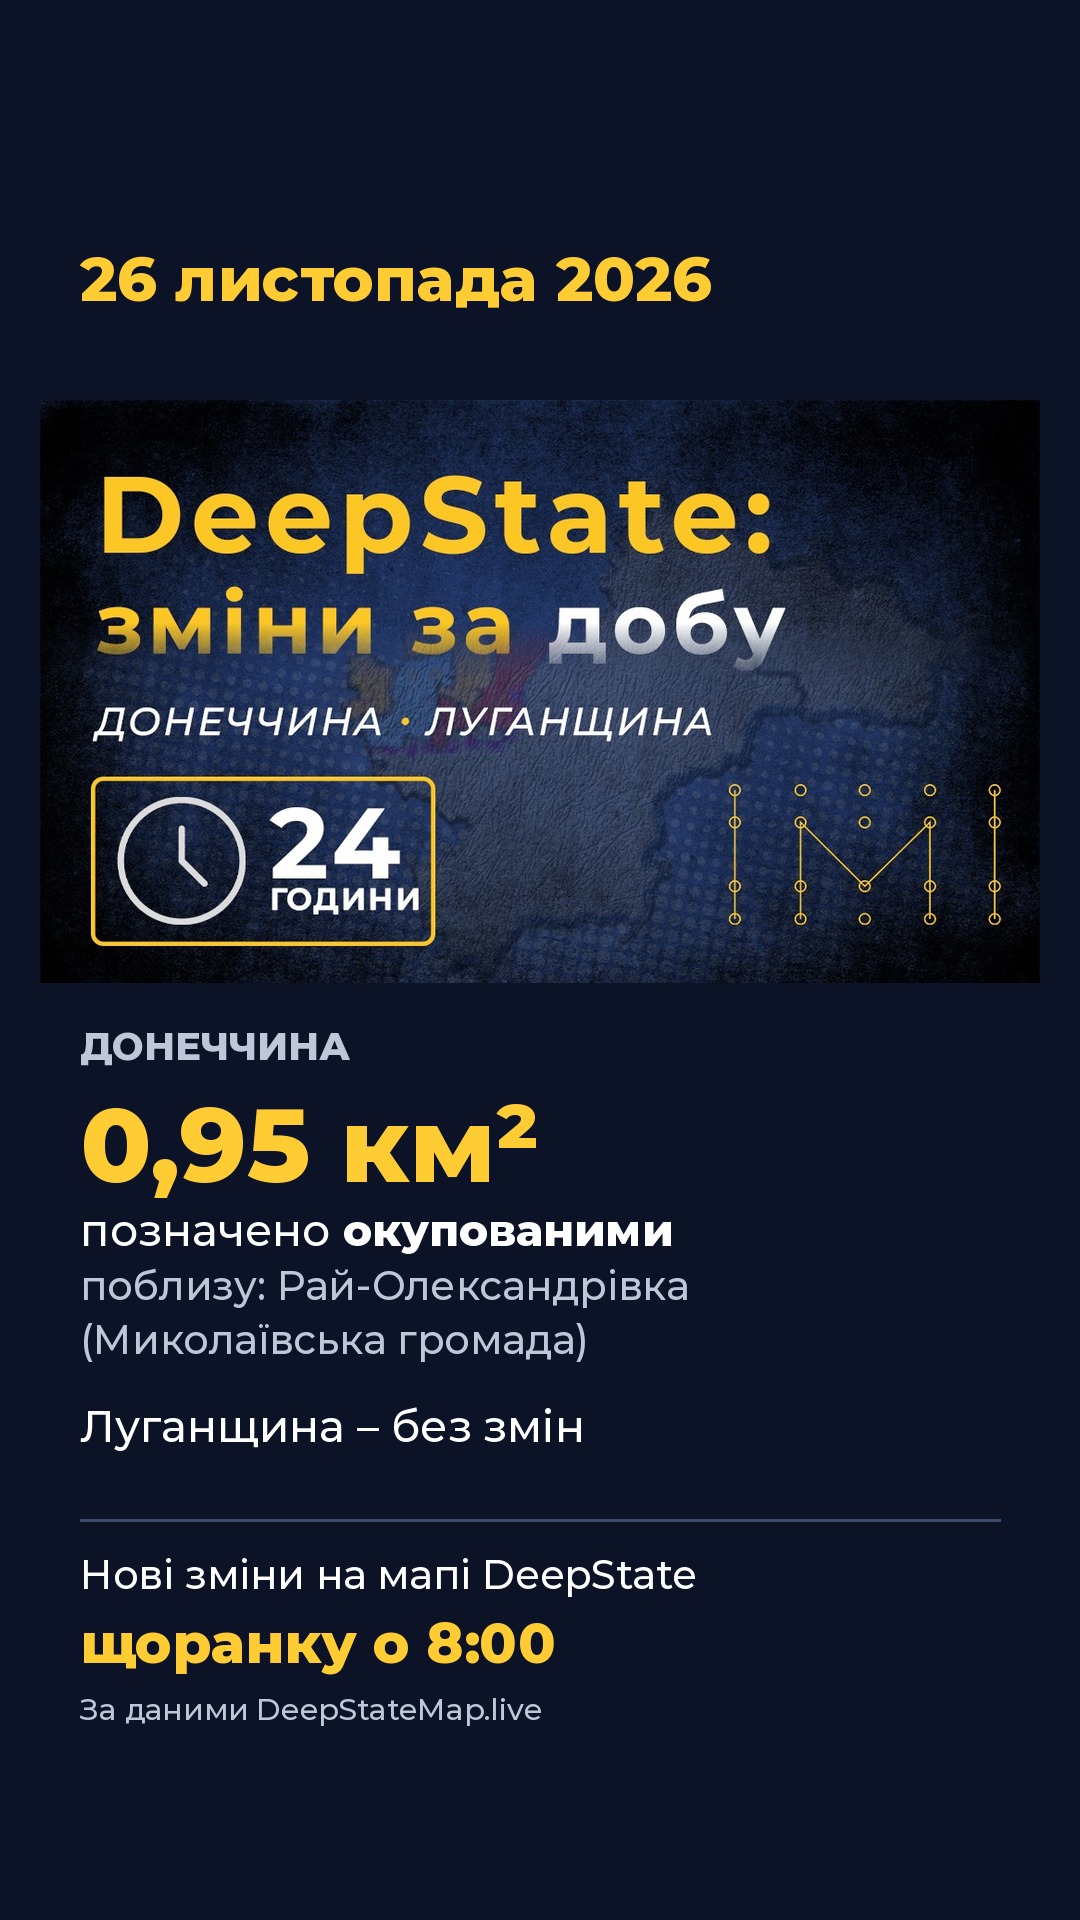 26 листопада 2026
DeepState:
зміни за добу
ДОНЕЧЧИНА • ЛУГАНЩИНА
24
ГОДИНИ
ІМІ
ДОНЕЧЧИНА
0,95 км²
позначено окупованими
поблизу: Рай-Олександрівка
(Миколаївська громада)
Луганщина – без змін
Нові зміни на мапі DeepState
щоранку о 8:00
За даними DeepStateMap.live